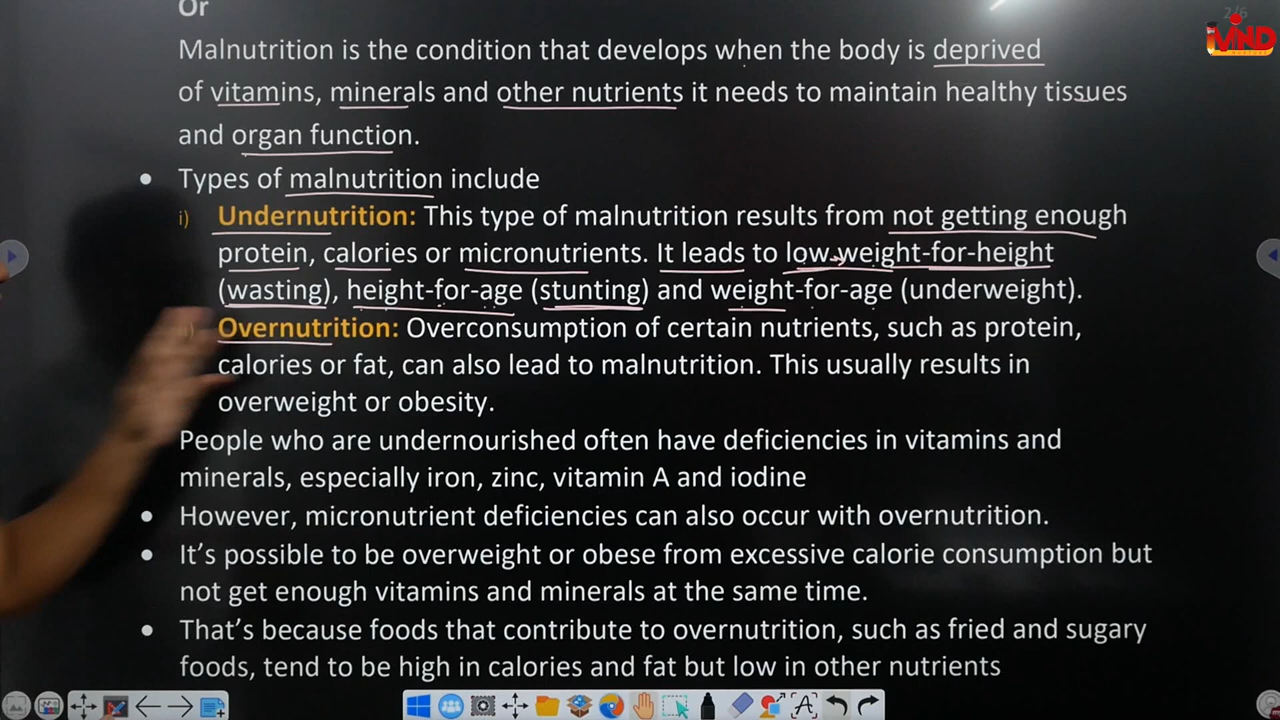 Or
2/6
iMIND
Malnutrition is the condition that develops when the body is deprived
of vitamins, minerals and other nutrients it needs to maintain healthy tissues
and organ function.
• Types of malnutrition include
i) Undernutrition: This type of malnutrition results from not getting enough
protein, calories or micronutrients. It leads to low weight-for-height
(wasting), height-for-age (stunting) and weight-for-age (underweight).
Overnutrition: Overconsumption of certain nutrients, such as protein,
calories or fat, can also lead to malnutrition. This usually results in
overweight or obesity.
People who are undernourished often have deficiencies in vitamins and
minerals, especially iron, zinc, vitamin A and iodine
• However, micronutrient deficiencies can also occur with overnutrition.
• It’s possible to be overweight or obese from excessive calorie consumption but
not get enough vitamins and minerals at the same time.
• That’s because foods that contribute to overnutrition, such as fried and sugary
foods, tend to be high in calories and fat but low in other nutrients